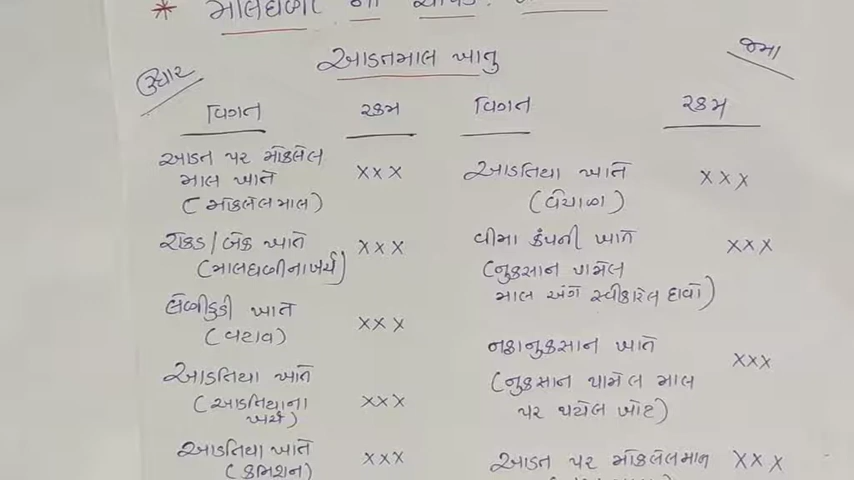 * માલઘણી ના
આડતમાલ ખાતુ
ઉધાર
જમા
વિગત રકમ વિગત રકમ
આડત પર મોકલેલ
માલ ખાતે XXX
(મોકલેલ માલ)
રોકડ/બેંક ખાતે XXX
(માલઘણીના ખર્ચ)
લેણીહુંડી ખાતે
(વટાવ) XXX
આડતિયા ખાતે
(આડતિયાના XXX
ખર્ચ)
આડતિયા ખાતે XXX
(કમિશન)
આડતિયા ખાતે XXX
(વેચાણ)
વીમા કંપની ખાતે XXX
(નુકસાન પામેલ
માલ અંગે સ્વીકારેલ દાવો)
નફાનુકસાન ખાતે XXX
(નુકસાન પામેલ માલ
પર થયેલ ખોટ)
આડત પર મોકલેલમાલ XXX